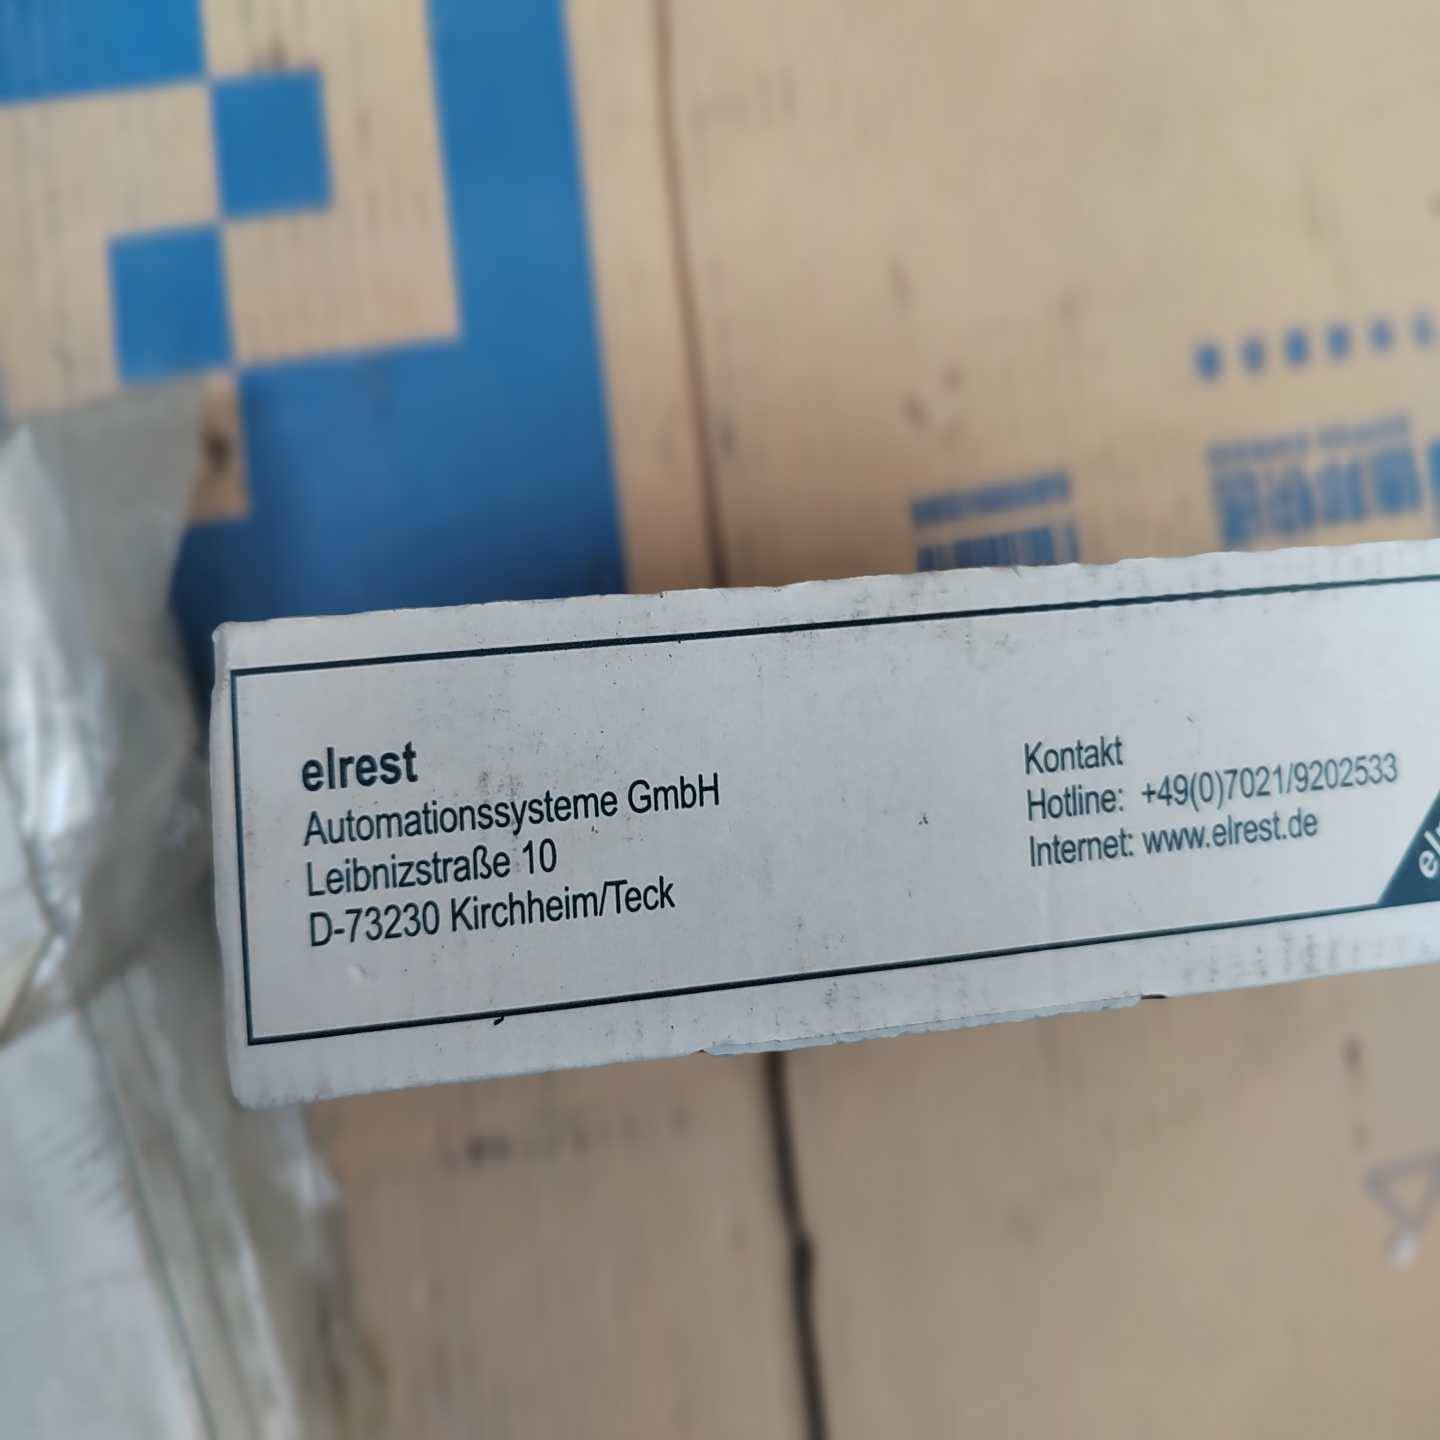 elrest
Automationssysteme GmbH
Leibnizstraße 10
D-73230 Kirchheim/Teck
Kontakt
Hotline: +49(0)7021/9202533
Internet: www.elrest.de